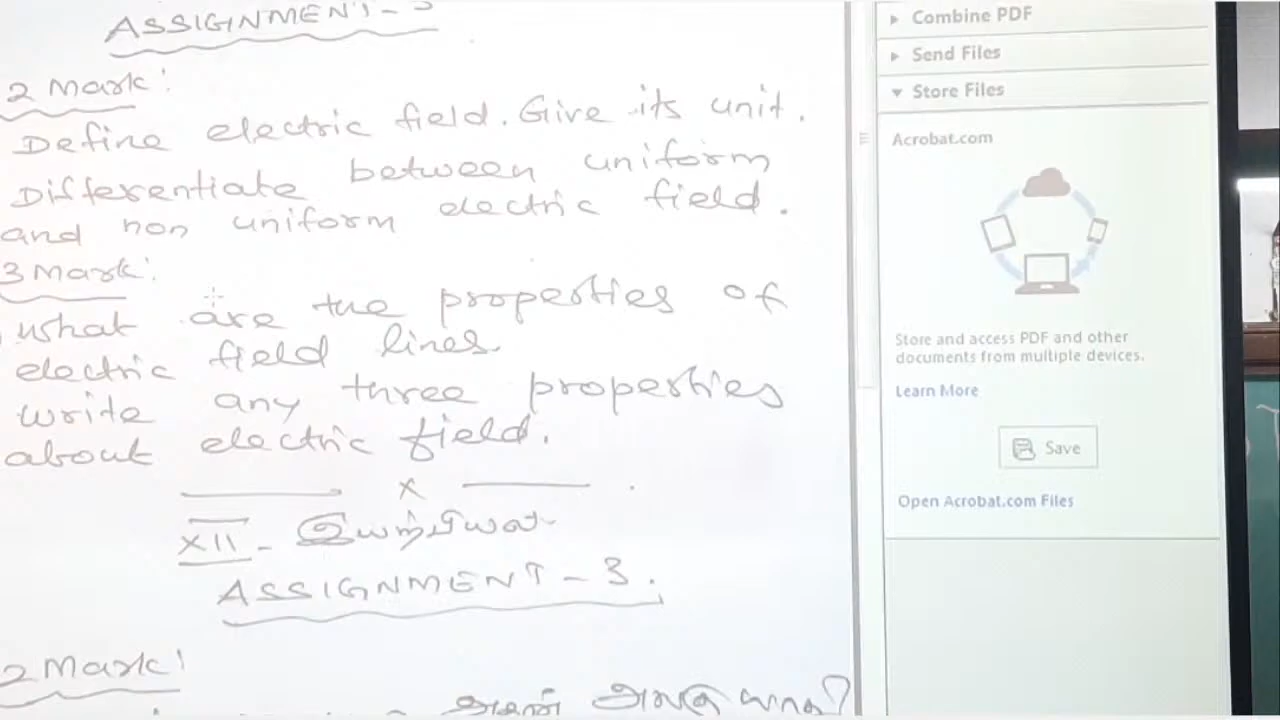 ASSIGNMENT - 3
2 Mark:
Define electric field. Give its unit.
Differentiate between uniform
and non uniform electric field.
3 Mark:
what are the properties of
electric field lines.
write any three properties
about electric field.
x
XII - இயற்பியல்
ASSIGNMENT - 3.
2 Mark:
அதன் அலகு யாது?
Combine PDF
Send Files
Store Files
Acrobat.com
Store and access PDF and other
documents from multiple devices.
Learn More
Save
Open Acrobat.com Files